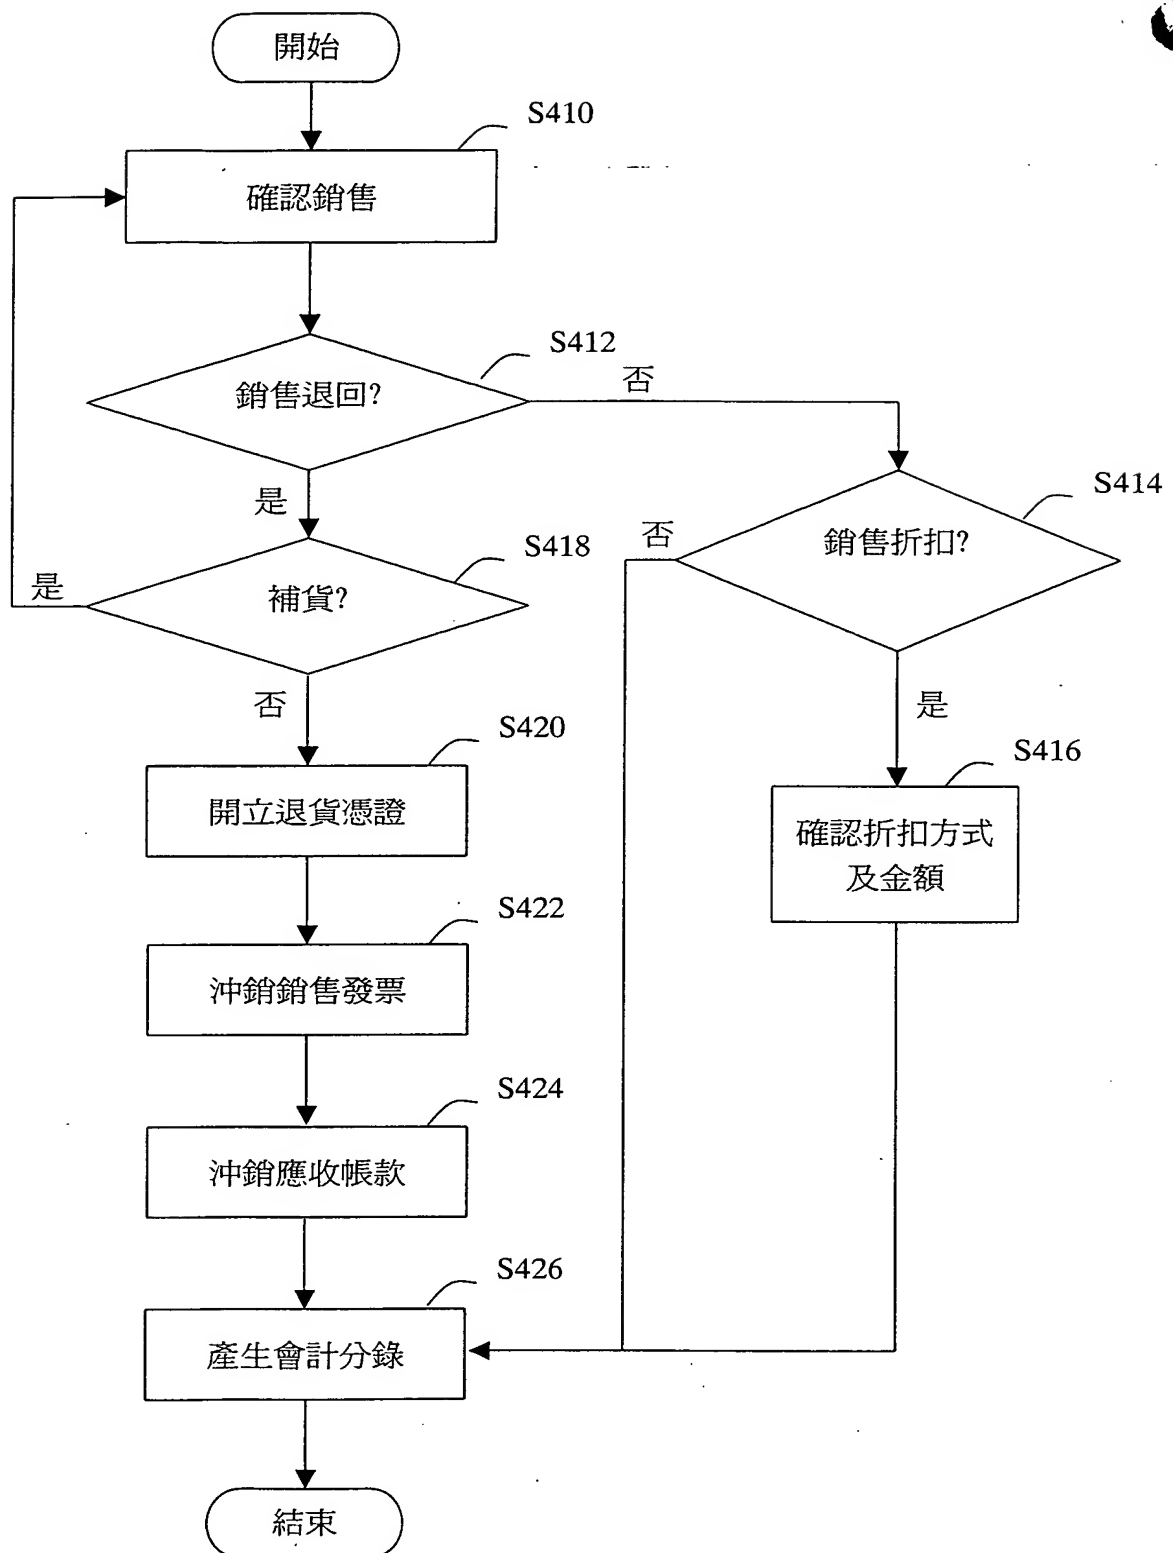 開始
S410
確認銷售
S412
銷售退回?
否
是
S414
銷售折扣?
否
S418
補貨?
是
否
是
S420
開立退貨憑證
S416
確認折扣方式
及金額
S422
沖銷銷售發票
S424
沖銷應收帳款
S426
產生會計分錄
結束